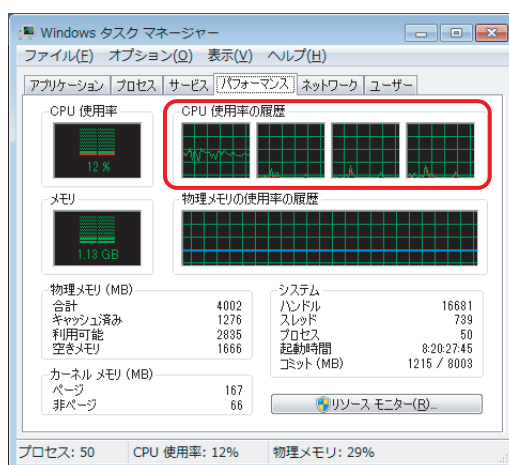 Windows タスク マネージャー
ファイル(F) オプション(O) 表示(V) ヘルプ(H)
アプリケーション プロセス サービス パフォーマンス ネットワーク ユーザー
CPU 使用率 CPU 使用率の履歴
12 %
メモリ 物理メモリの使用率の履歴
1.13 GB
物理メモリ (MB)
合計 4002
キャッシュ済み 1276
利用可能 2835
空きメモリ 1666
カーネル メモリ (MB)
ページ 167
非ページ 66
システム
ハンドル 16681
スレッド 739
プロセス 50
起動時間 8:20:27:45
コミット (MB) 1215 / 8003
リソース モニター(R)...
プロセス: 50 CPU 使用率: 12% 物理メモリ: 29%